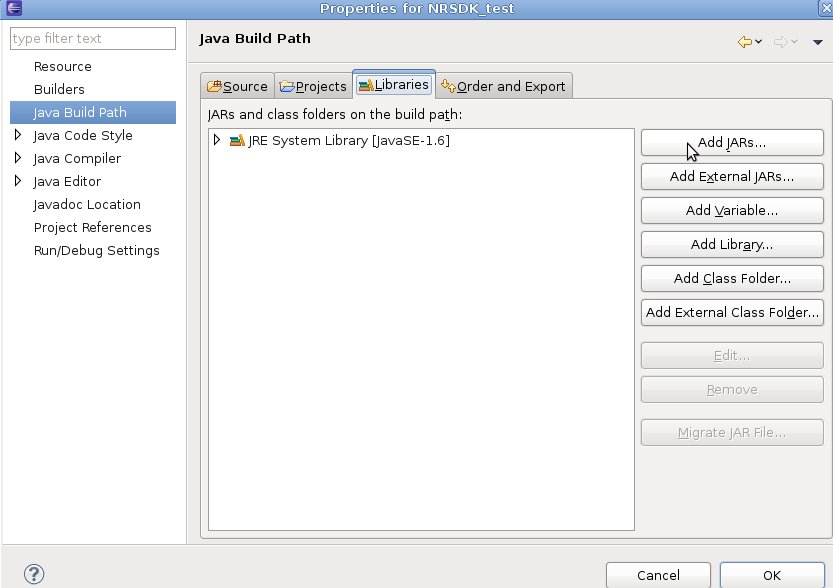 Properties for NRSDK_test
type filter text
Resource
Builders
Java Build Path
Java Code Style
Java Compiler
Java Editor
Javadoc Location
Project References
Run/Debug Settings
Java Build Path
Source Projects Libraries Order and Export
JARs and class folders on the build path:
JRE System Library [JavaSE-1.6]
Add JARs...
Add External JARs...
Add Variable...
Add Library...
Add Class Folder...
Add External Class Folder...
Edit...
Remove
Migrate JAR File...
?
Cancel OK